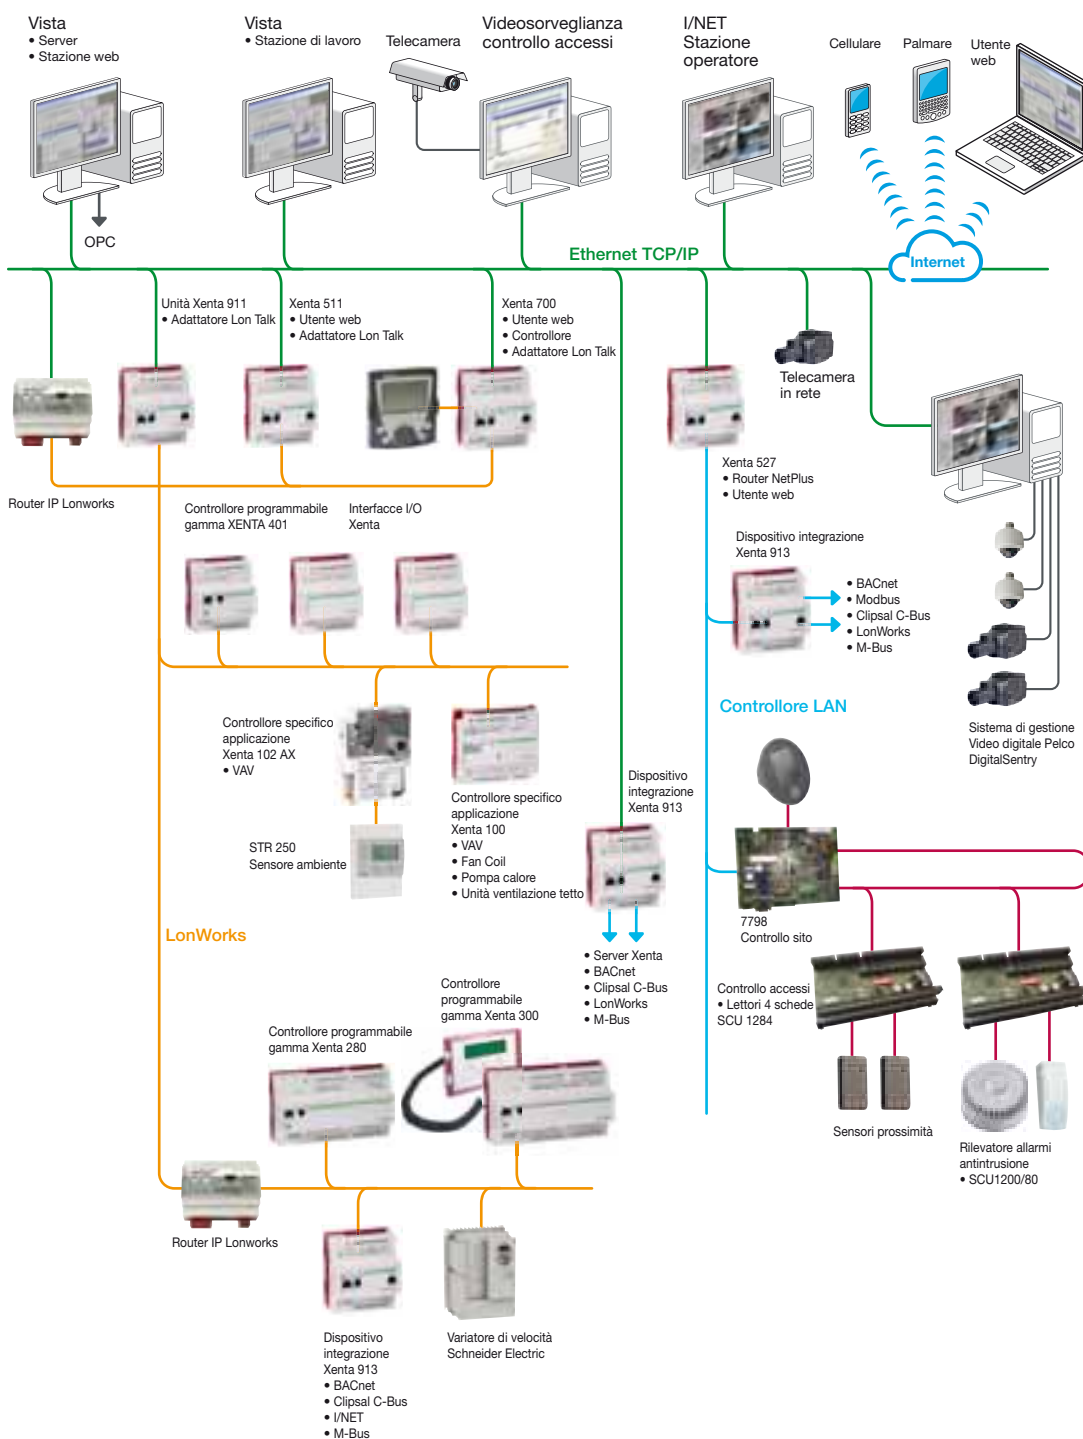 Vista
• Server
• Stazione web
Vista
• Stazione di lavoro
Telecamera
Videosorveglianza
controllo accessi
I/NET
Stazione
operatore
Cellulare
Palmare
Utente
web
OPC
Ethernet TCP/IP
Internet
Unità Xenta 911
• Adattatore Lon Talk
Xenta 511
• Utente web
• Adattatore Lon Talk
Xenta 700
• Utente web
• Controllore
• Adattatore Lon Talk
Telecamera
in rete
Router IP Lonworks
Xenta 527
• Router NetPlus
• Utente web
Controllore programmabile
gamma XENTA 401
Interfacce I/O
Xenta
Dispositivo integrazione
Xenta 913
• BACnet
• Modbus
• Clipsal C-Bus
• LonWorks
• M-Bus
Controllore LAN
Sistema di gestione
Video digitale Pelco
DigitalSentry
Controllore specifico
applicazione
Xenta 102 AX
• VAV
Controllore specifico
applicazione
Xenta 100
• VAV
• Fan Coil
• Pompa calore
• Unità ventilazione tetto
Dispositivo
integrazione
Xenta 913
STR 250
Sensore ambiente
LonWorks
• Server Xenta
• BACnet
• Clipsal C-Bus
• LonWorks
• M-Bus
7798
Controllo sito
Controllo accessi
• Lettori 4 schede
SCU 1284
Controllore
programmabile
gamma Xenta 300
Controllore programmabile
gamma Xenta 280
Sensori prossimità
Rilevatore allarmi
antintrusione
• SCU1200/80
Router IP Lonworks
Dispositivo
integrazione
Xenta 913
• BACnet
• Clipsal C-Bus
• I/NET
• M-Bus
Variatore di velocità
Schneider Electric